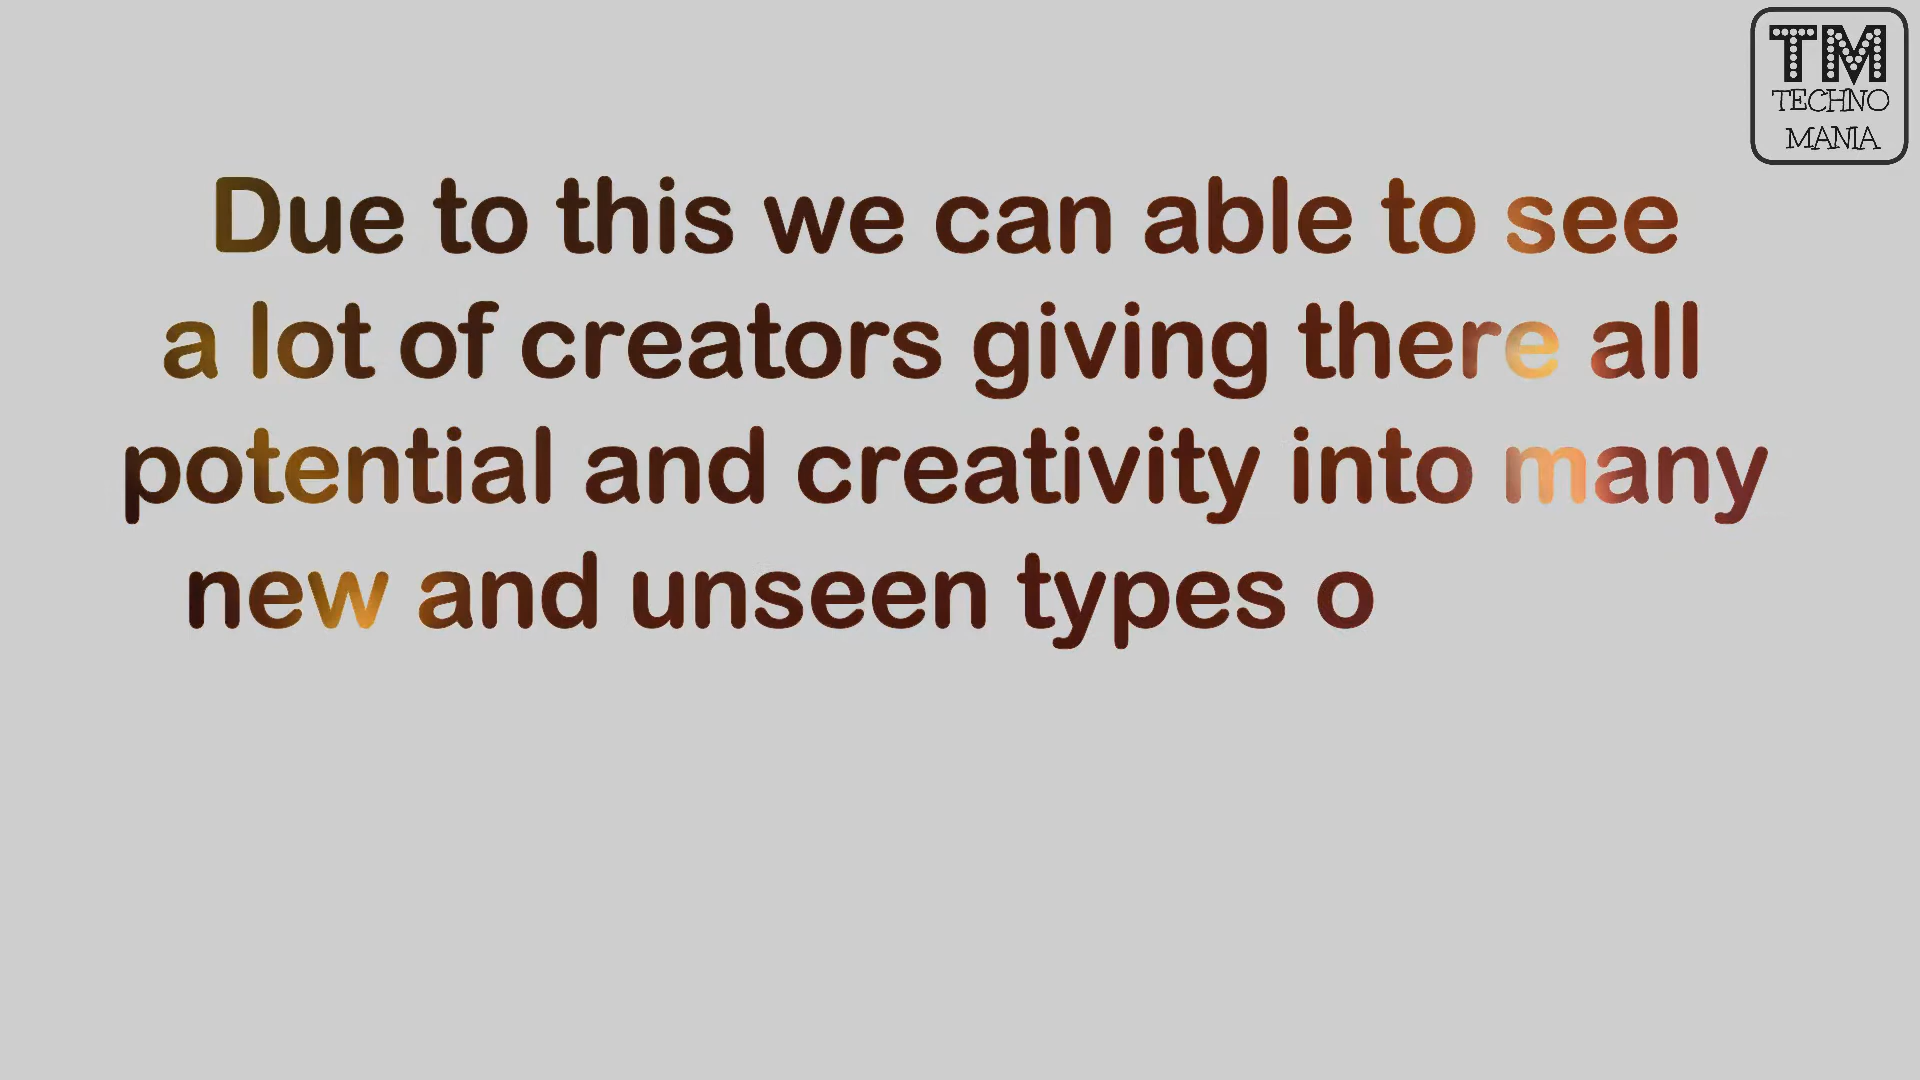 TM
TECHNO
MANIA
Due to this we can able to see
a lot of creators giving there all
potential and creativity into many
new and unseen types o